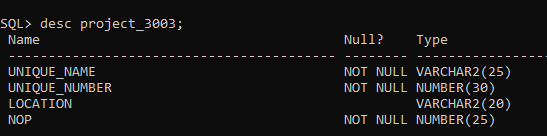 SQL> desc project_3003;
Name Null? Type
----------------------------------------- -------- ----------------
UNIQUE_NAME NOT NULL VARCHAR2(25)
UNIQUE_NUMBER NOT NULL NUMBER(30)
LOCATION VARCHAR2(20)
NOP NOT NULL NUMBER(25)